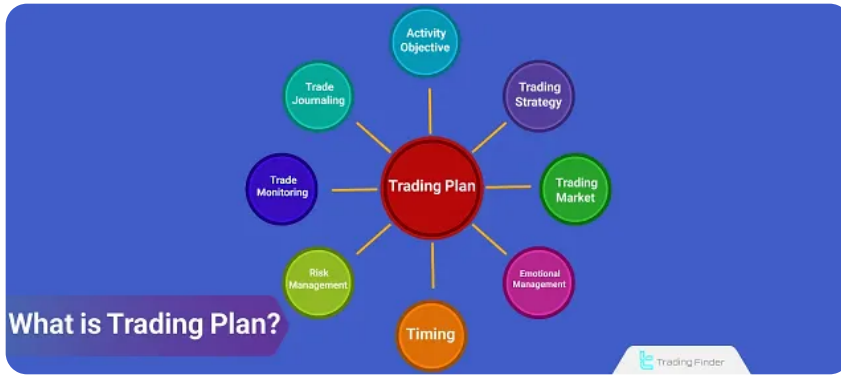 Activity
Objective
Trade
Journaling
Trading
Strategy
Trade
Monitoring
Trading Plan
Trading
Market
Risk
Management
Emotional
Management
Timing
What is Trading Plan?
Trading Finder